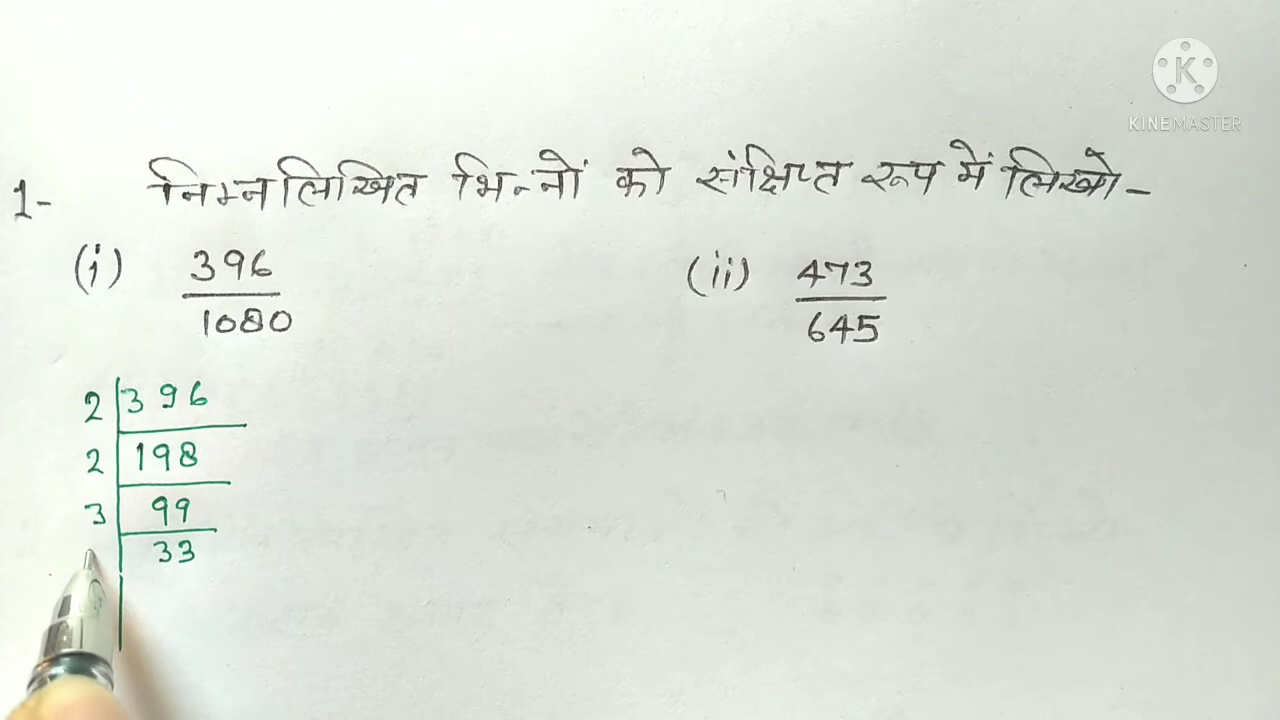 KINEMASTER
1- निम्नलिखित भिन्नों को संक्षिप्त रूप में लिखो-
(i) 396/1080 (ii) 473/645
2 | 396
2 | 198
3 | 99
33